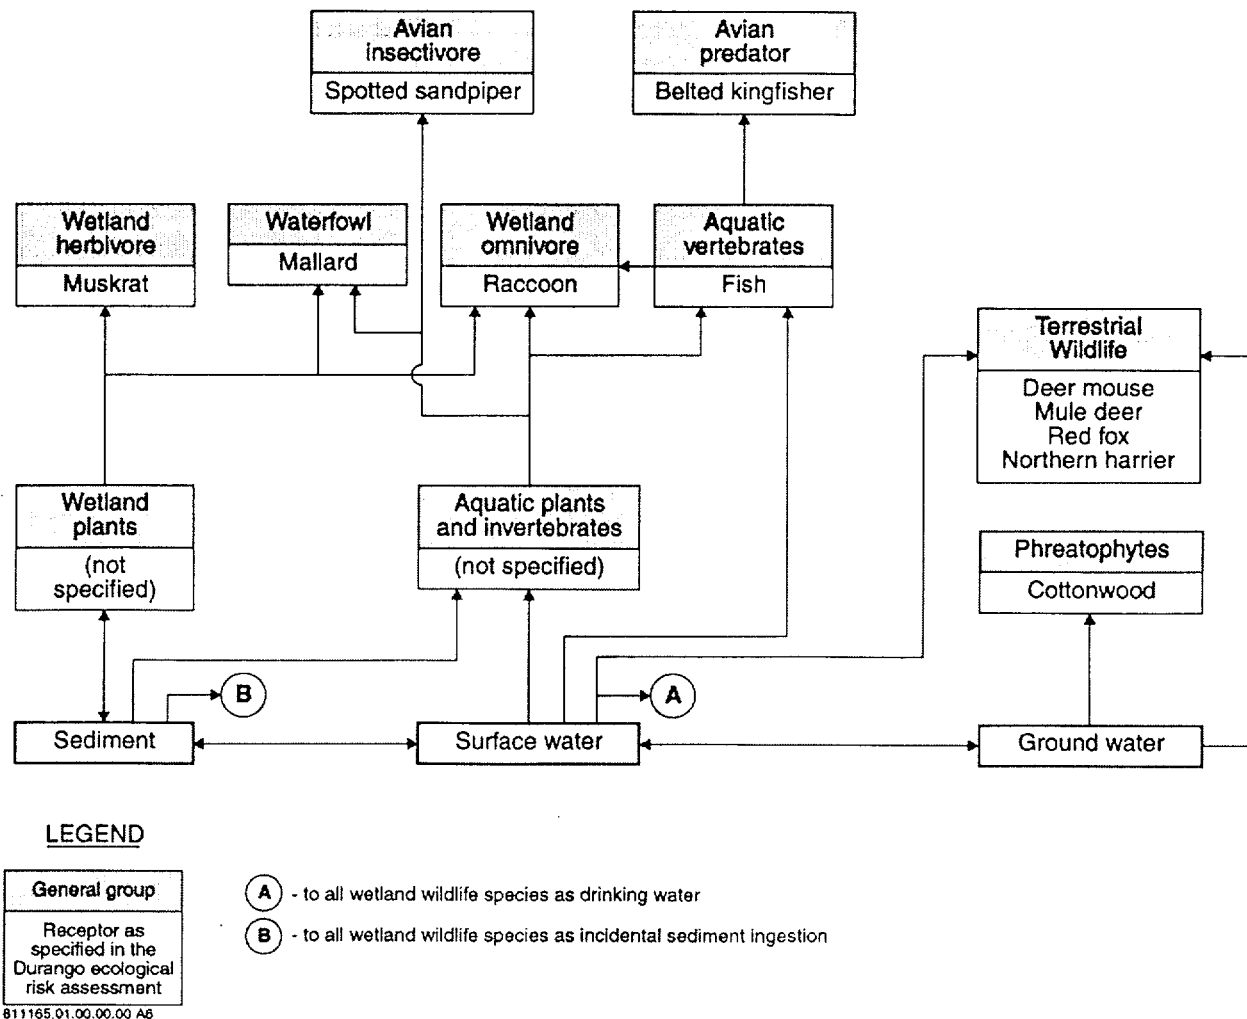 Avian
insectivore
Spotted sandpiper
Avian
predator
Belted kingfisher
Wetland
herbivore
Muskrat
Waterfowl
Mallard
Wetland
omnivore
Raccoon
Aquatic
vertebrates
Fish
Terrestrial
Wildlife
Deer mouse
Mule deer
Red fox
Northern harrier
Wetland
plants
(not
specified)
Aquatic plants
and invertebrates
(not specified)
Phreatophytes
Cottonwood
B
A
Sediment
Surface water
Ground water
LEGEND
General group
Receptor as
specified in the
Durango ecological
risk assessment
A - to all wetland wildlife species as drinking water
B - to all wetland wildlife species as incidental sediment ingestion
811165.01.00.00.00 A6